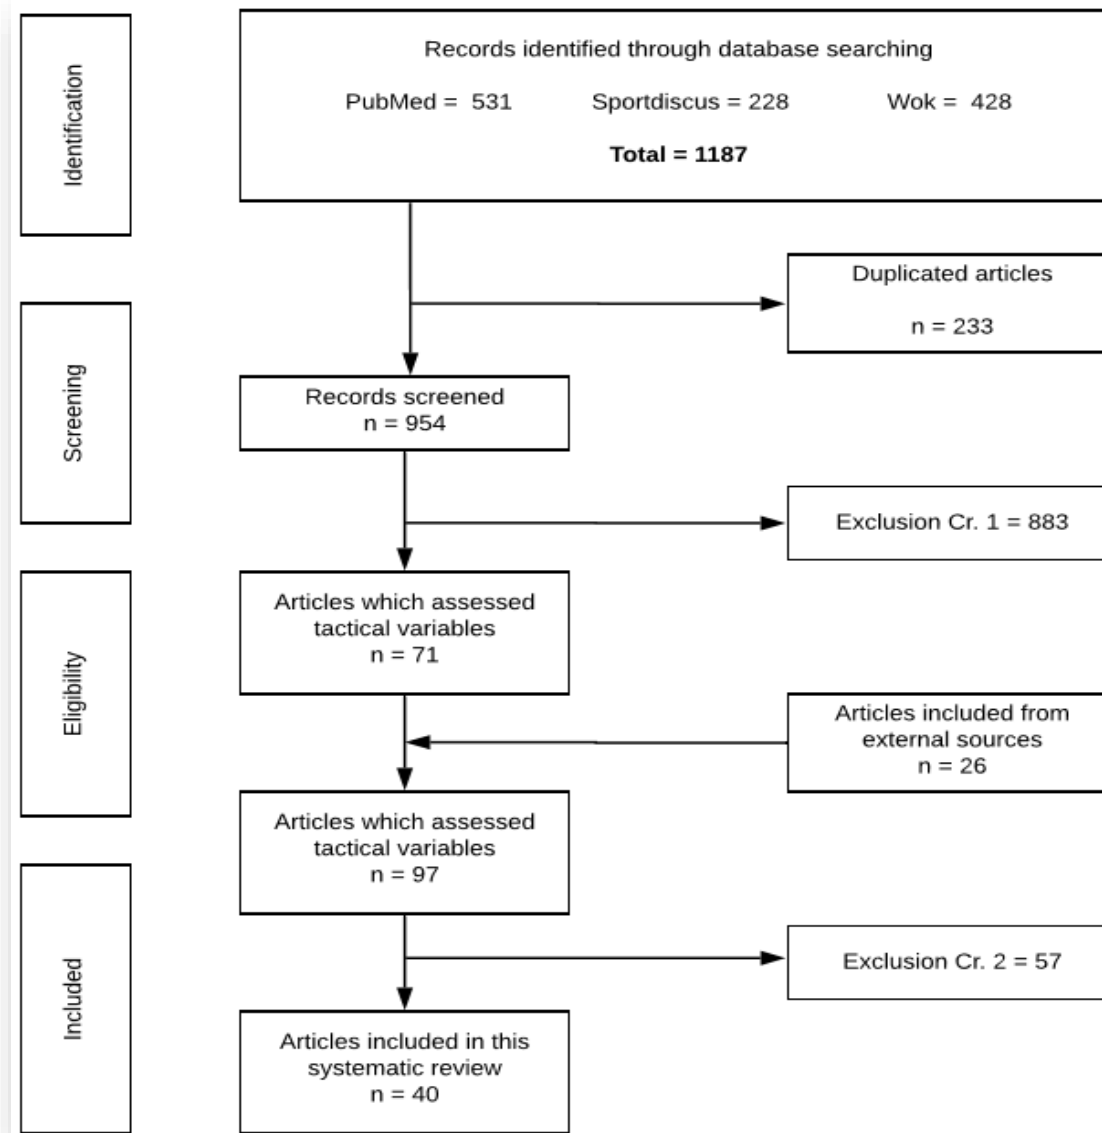 Identification
Records identified through database searching
PubMed = 531 Sportdiscus = 228 Wok = 428
Total = 1187
Duplicated articles
n = 233
Screening
Records screened
n = 954
Exclusion Cr. 1 = 883
Eligibility
Articles which assessed
tactical variables
n = 71
Articles included from
external sources
n = 26
Articles which assessed
tactical variables
n = 97
Included
Exclusion Cr. 2 = 57
Articles included in this
systematic review
n = 40